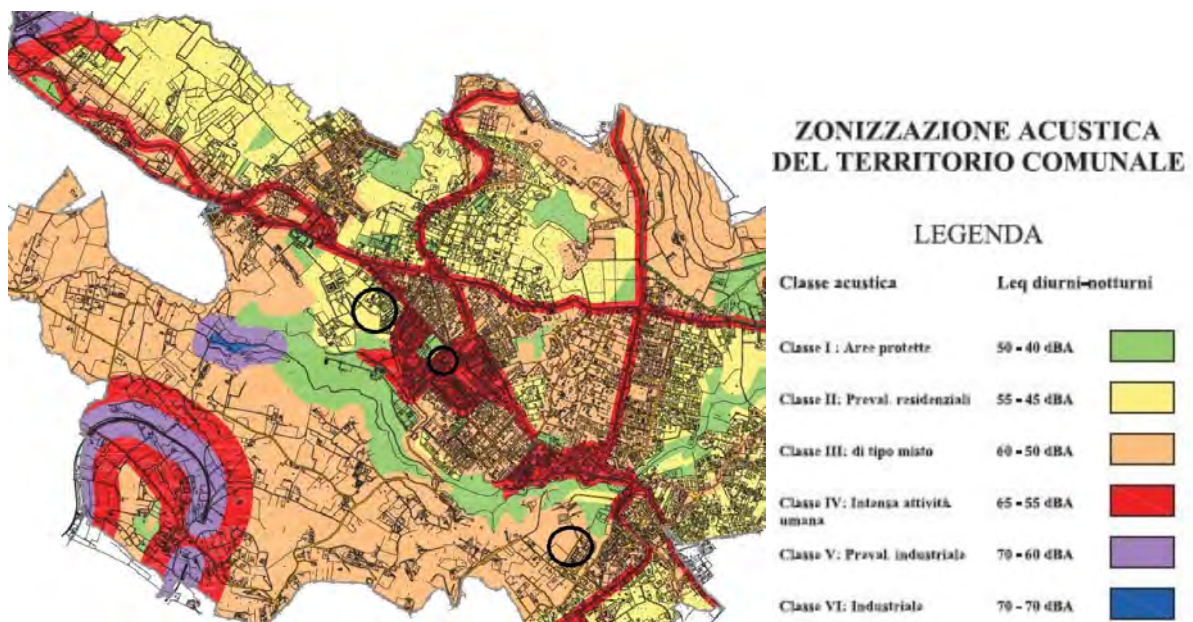 ZONIZZAZIONE ACUSTICA
DEL TERRITORIO COMUNALE
LEGENDA
Classe acustica Leq diurni-notturni
Classe I : Aree protette 50 - 40 dBA
Classe II: Preval. residenziali 55 - 45 dBA
Classe III: di tipo misto 60 - 50 dBA
Classe IV: Intensa attività 65 - 55 dBA
umana
Classe V: Preval. industriale 70 - 60 dBA
Classe VI: Industriale 70 - 70 dBA